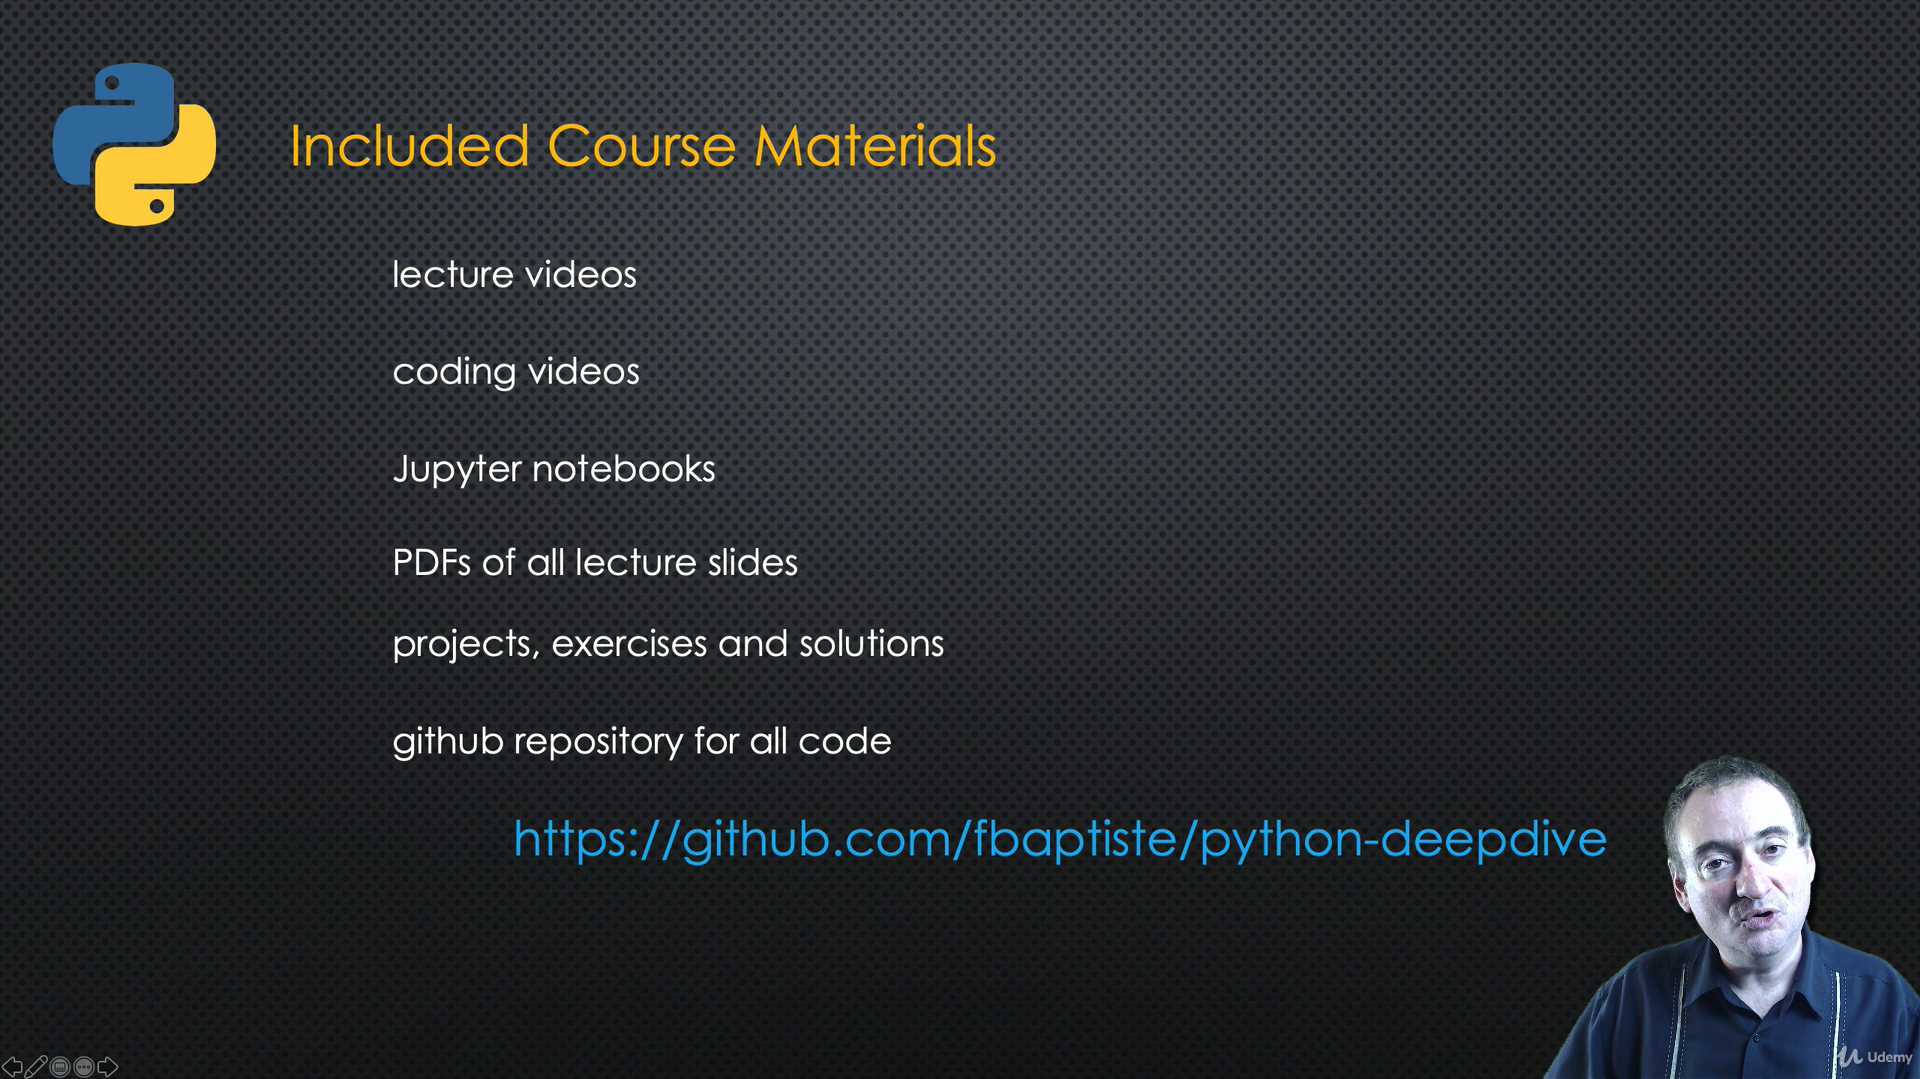 Included Course Materials
lecture videos
coding videos
Jupyter notebooks
PDFs of all lecture slides
projects, exercises and solutions
github repository for all code
https://github.com/fbaptiste/python-deepdive
Udemy